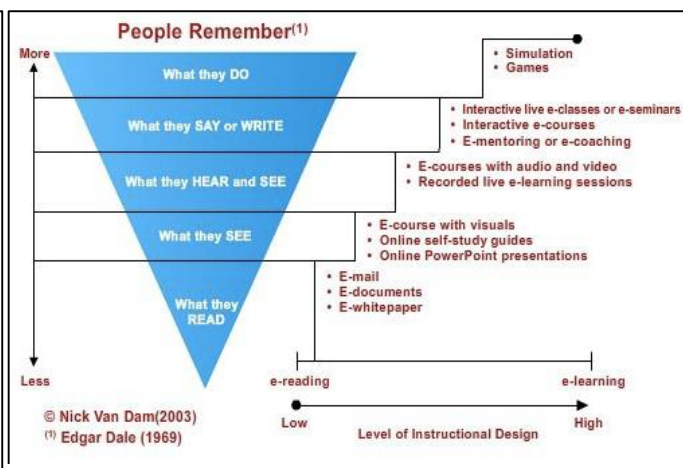 People Remember(1)
More
What they DO
• Simulation
• Games
What they SAY or WRITE
• Interactive live e-classes or e-seminars
• Interactive e-courses
• E-mentoring or e-coaching
What they HEAR and SEE
• E-courses with audio and video
• Recorded live e-learning sessions
What they SEE
• E-course with visuals
• Online self-study guides
• Online PowerPoint presentations
What they
READ
• E-mail
• E-documents
• E-whitepaper
Less
e-reading
e-learning
© Nick Van Dam(2003)
(1) Edgar Dale (1969)
Low
Level of Instructional Design
High